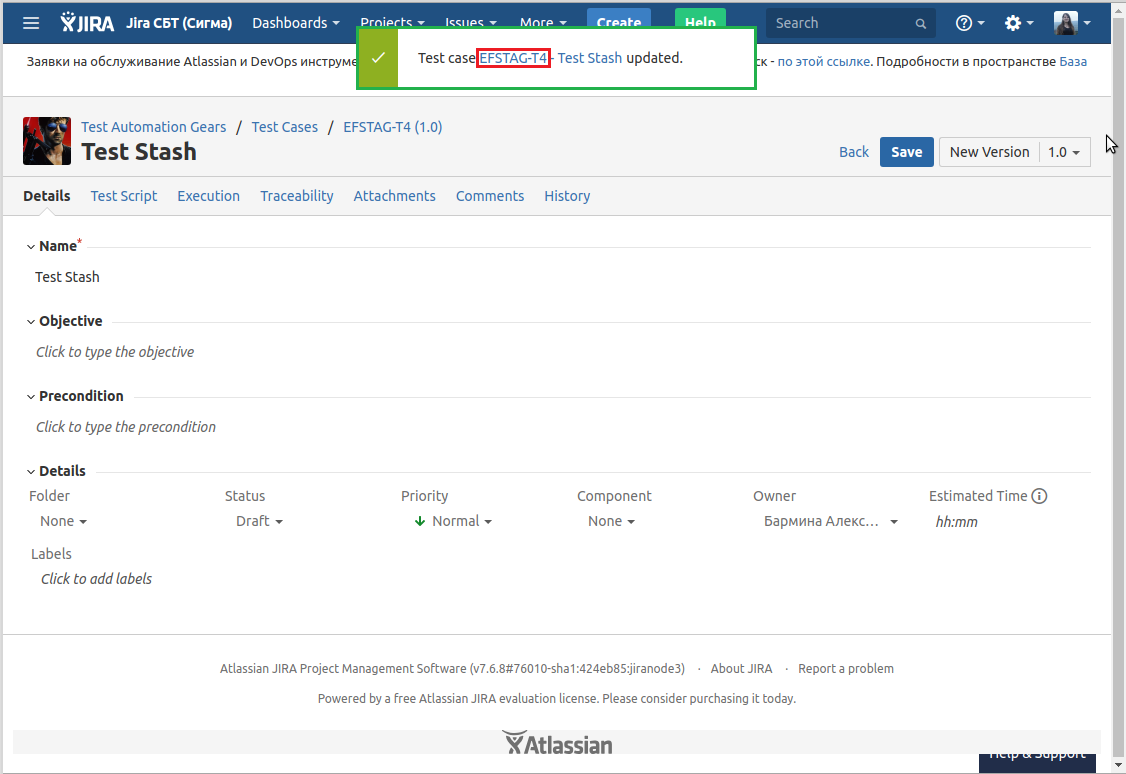 JIRA Jira СБТ (Сигма) Dashboards Projects Issues More Create Help Search
Test case EFSTAG-T4 - Test Stash updated.
Заявки на обслуживание Atlassian и DevOps инструме
ск - по этой ссылке. Подробности в пространстве База
Test Automation Gears / Test Cases / EFSTAG-T4 (1.0)
Test Stash
Back Save New Version 1.0
Details Test Script Execution Traceability Attachments Comments History
Name*
Test Stash
Objective
Click to type the objective
Precondition
Click to type the precondition
Details
Folder Status Priority Component Owner Estimated Time
None Draft Normal None Бармина Алекс... hh:mm
Labels
Click to add labels
Atlassian JIRA Project Management Software (v7.6.8#76010-sha1:424eb85:jiranode3) · About JIRA · Report a problem
Powered by a free Atlassian JIRA evaluation license. Please consider purchasing it today.
Atlassian
Help & Support